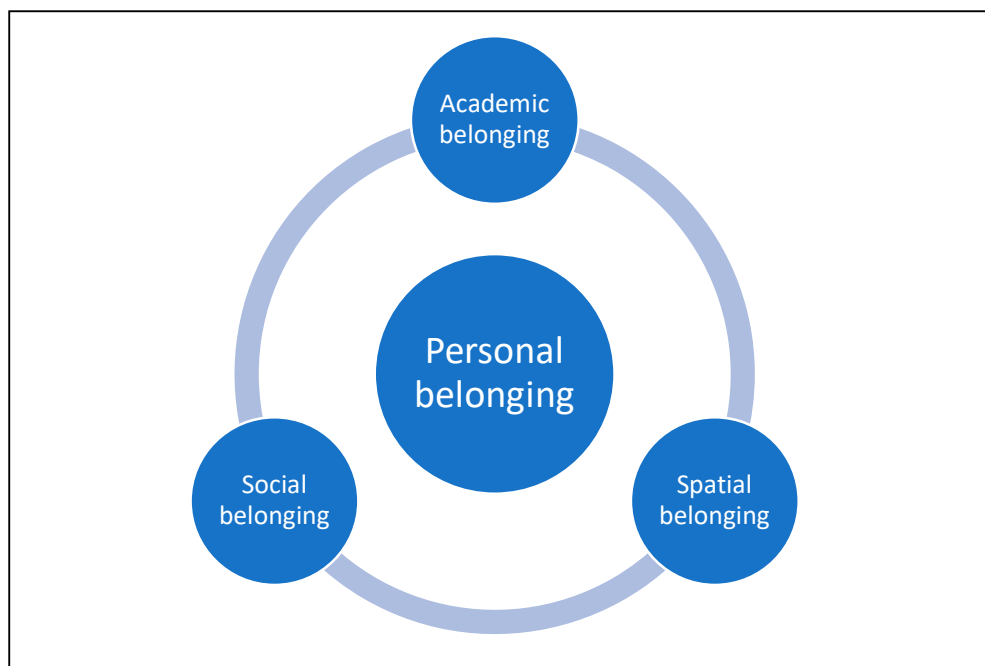 Academic
belonging
Personal
belonging
Social
belonging
Spatial
belonging